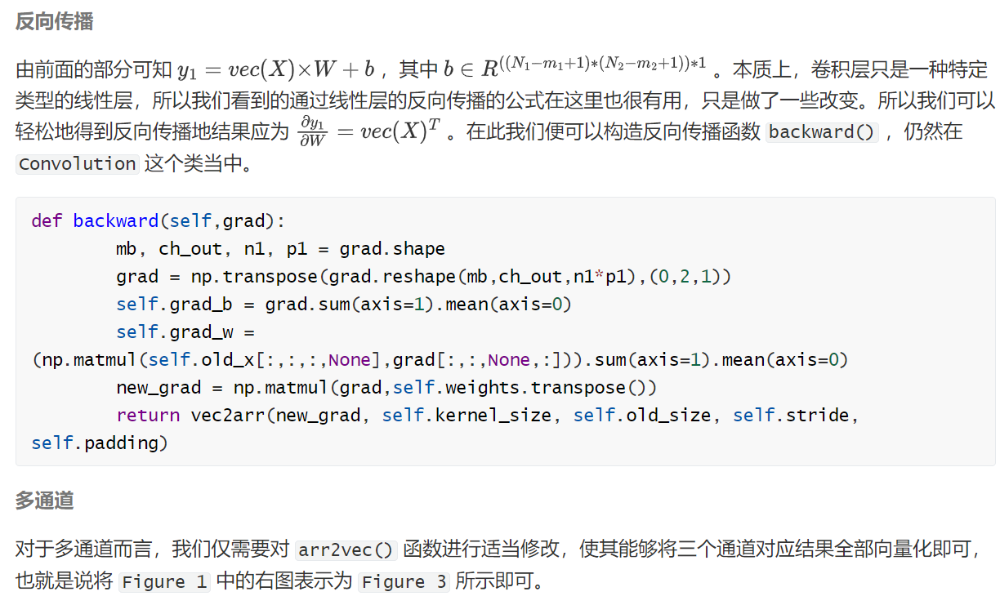 反向传播
由前面的部分可知 $y_1 = vec(X) \times W + b$ ，其中 $b \in R^{((N_1-m_1+1)*(N_2-m_2+1))*1}$ 。本质上，卷积层只是一种特定
类型的线性层，所以我们看到的通过线性层的反向传播的公式在这里也很有用，只是做了一些改变。所以我们可以
轻松地得到反向传播地结果应为 $\frac{\partial y_1}{\partial W} = vec(X)^T$ 。在此我们便可以构造反向传播函数 backward() ，仍然在
Convolution 这个类当中。
def backward(self,grad):
        mb, ch_out, n1, p1 = grad.shape
        grad = np.transpose(grad.reshape(mb,ch_out,n1*p1),(0,2,1))
        self.grad_b = grad.sum(axis=1).mean(axis=0)
        self.grad_w =
(np.matmul(self.old_x[:,:,:,None],grad[:,:,None,:])).sum(axis=1).mean(axis=0)
        new_grad = np.matmul(grad,self.weights.transpose())
        return vec2arr(new_grad, self.kernel_size, self.old_size, self.stride,
self.padding)
多通道
对于多通道而言，我们仅需要对 arr2vec() 函数进行适当修改，使其能够将三个通道对应结果全部向量化即可，
也就是说将 Figure 1 中的右图表示为 Figure 3 所示即可。